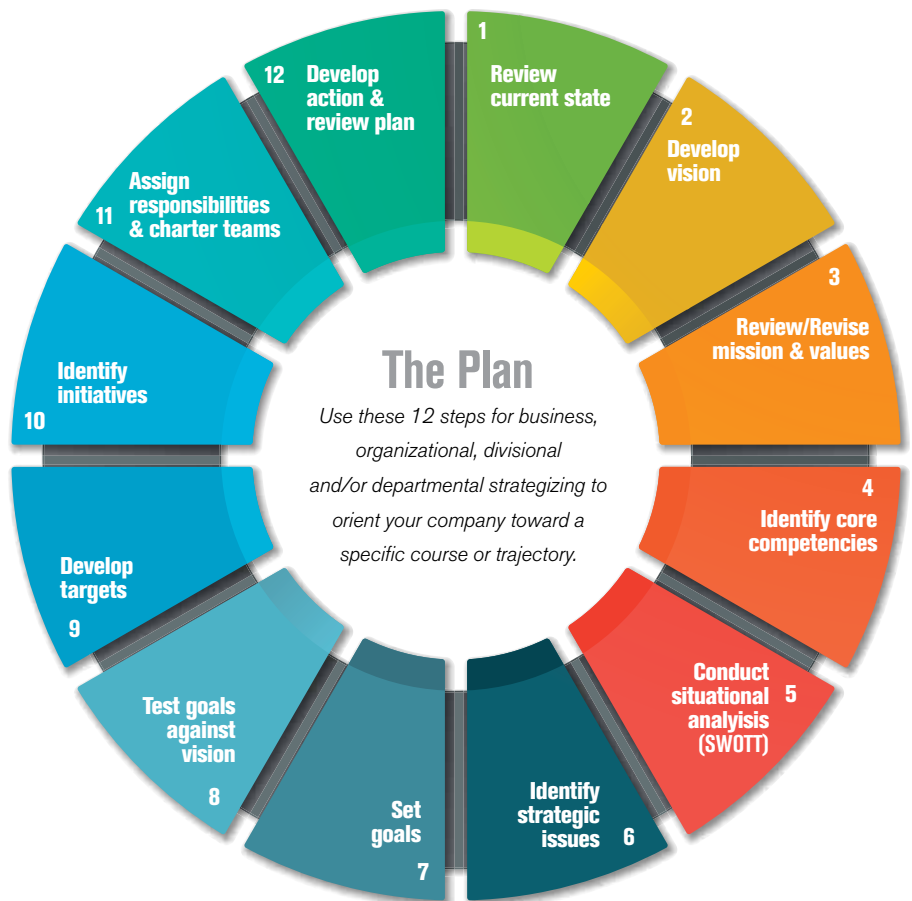 1
Review
current state
2
Develop
vision
3
Review/Revise
mission & values
4
Identify core
competencies
Conduct
situational
analyisis
(SWOTT)
5
Identify
strategic
issues
6
Set
goals
7
Test goals
against
vision
8
Develop
targets
9
Identify
initiatives
10
Assign
responsibilities
& charter teams
11
12
Develop
action &
review plan
The Plan
Use these 12 steps for business,
organizational, divisional
and/or departmental strategizing to
orient your company toward a
specific course or trajectory.